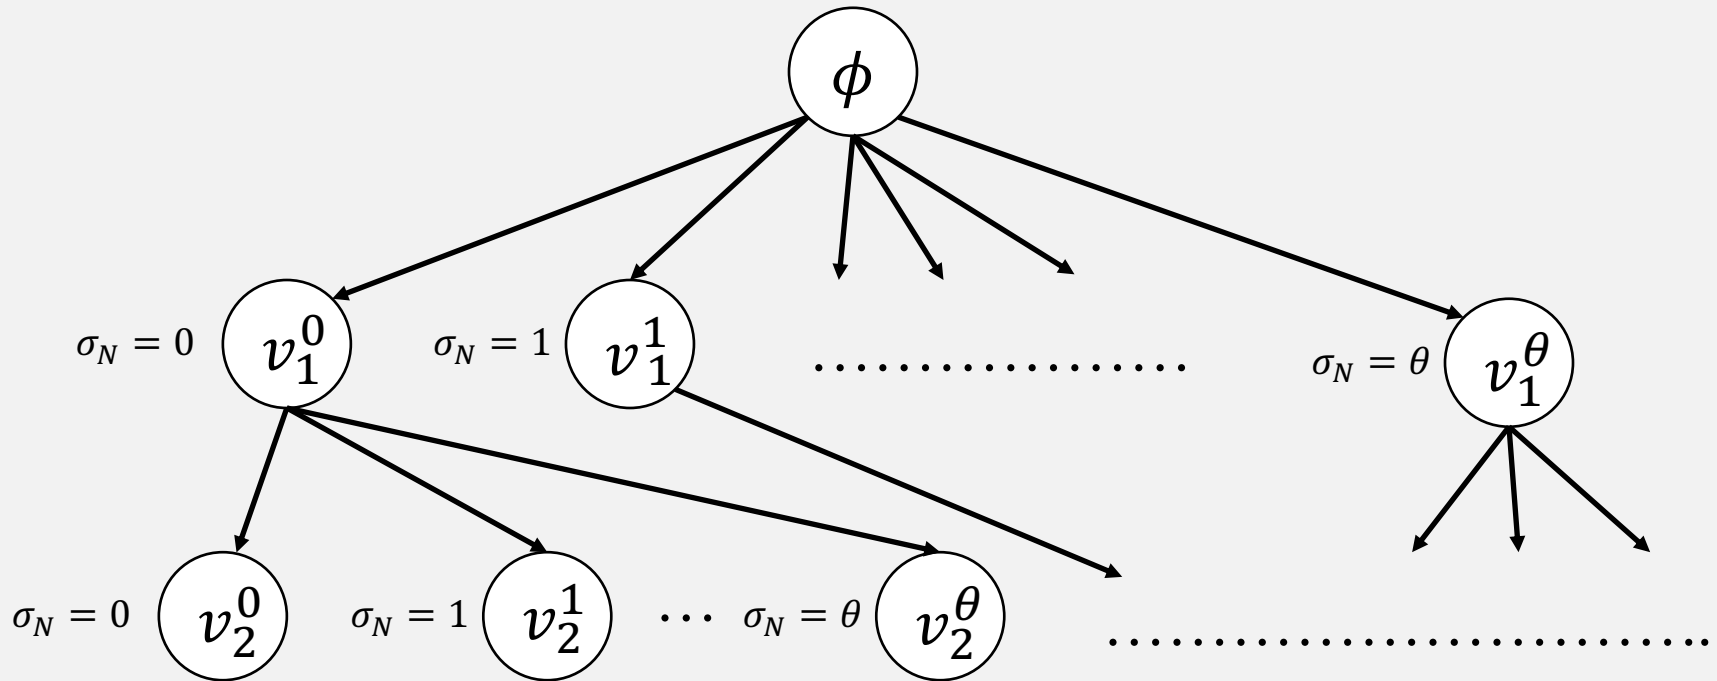 ϕ
σ_N = 0 v_1^0 σ_N = 1 v_1^1 .................. σ_N = θ v_1^θ
σ_N = 0 v_2^0 σ_N = 1 v_2^1 ... σ_N = θ v_2^θ .............................